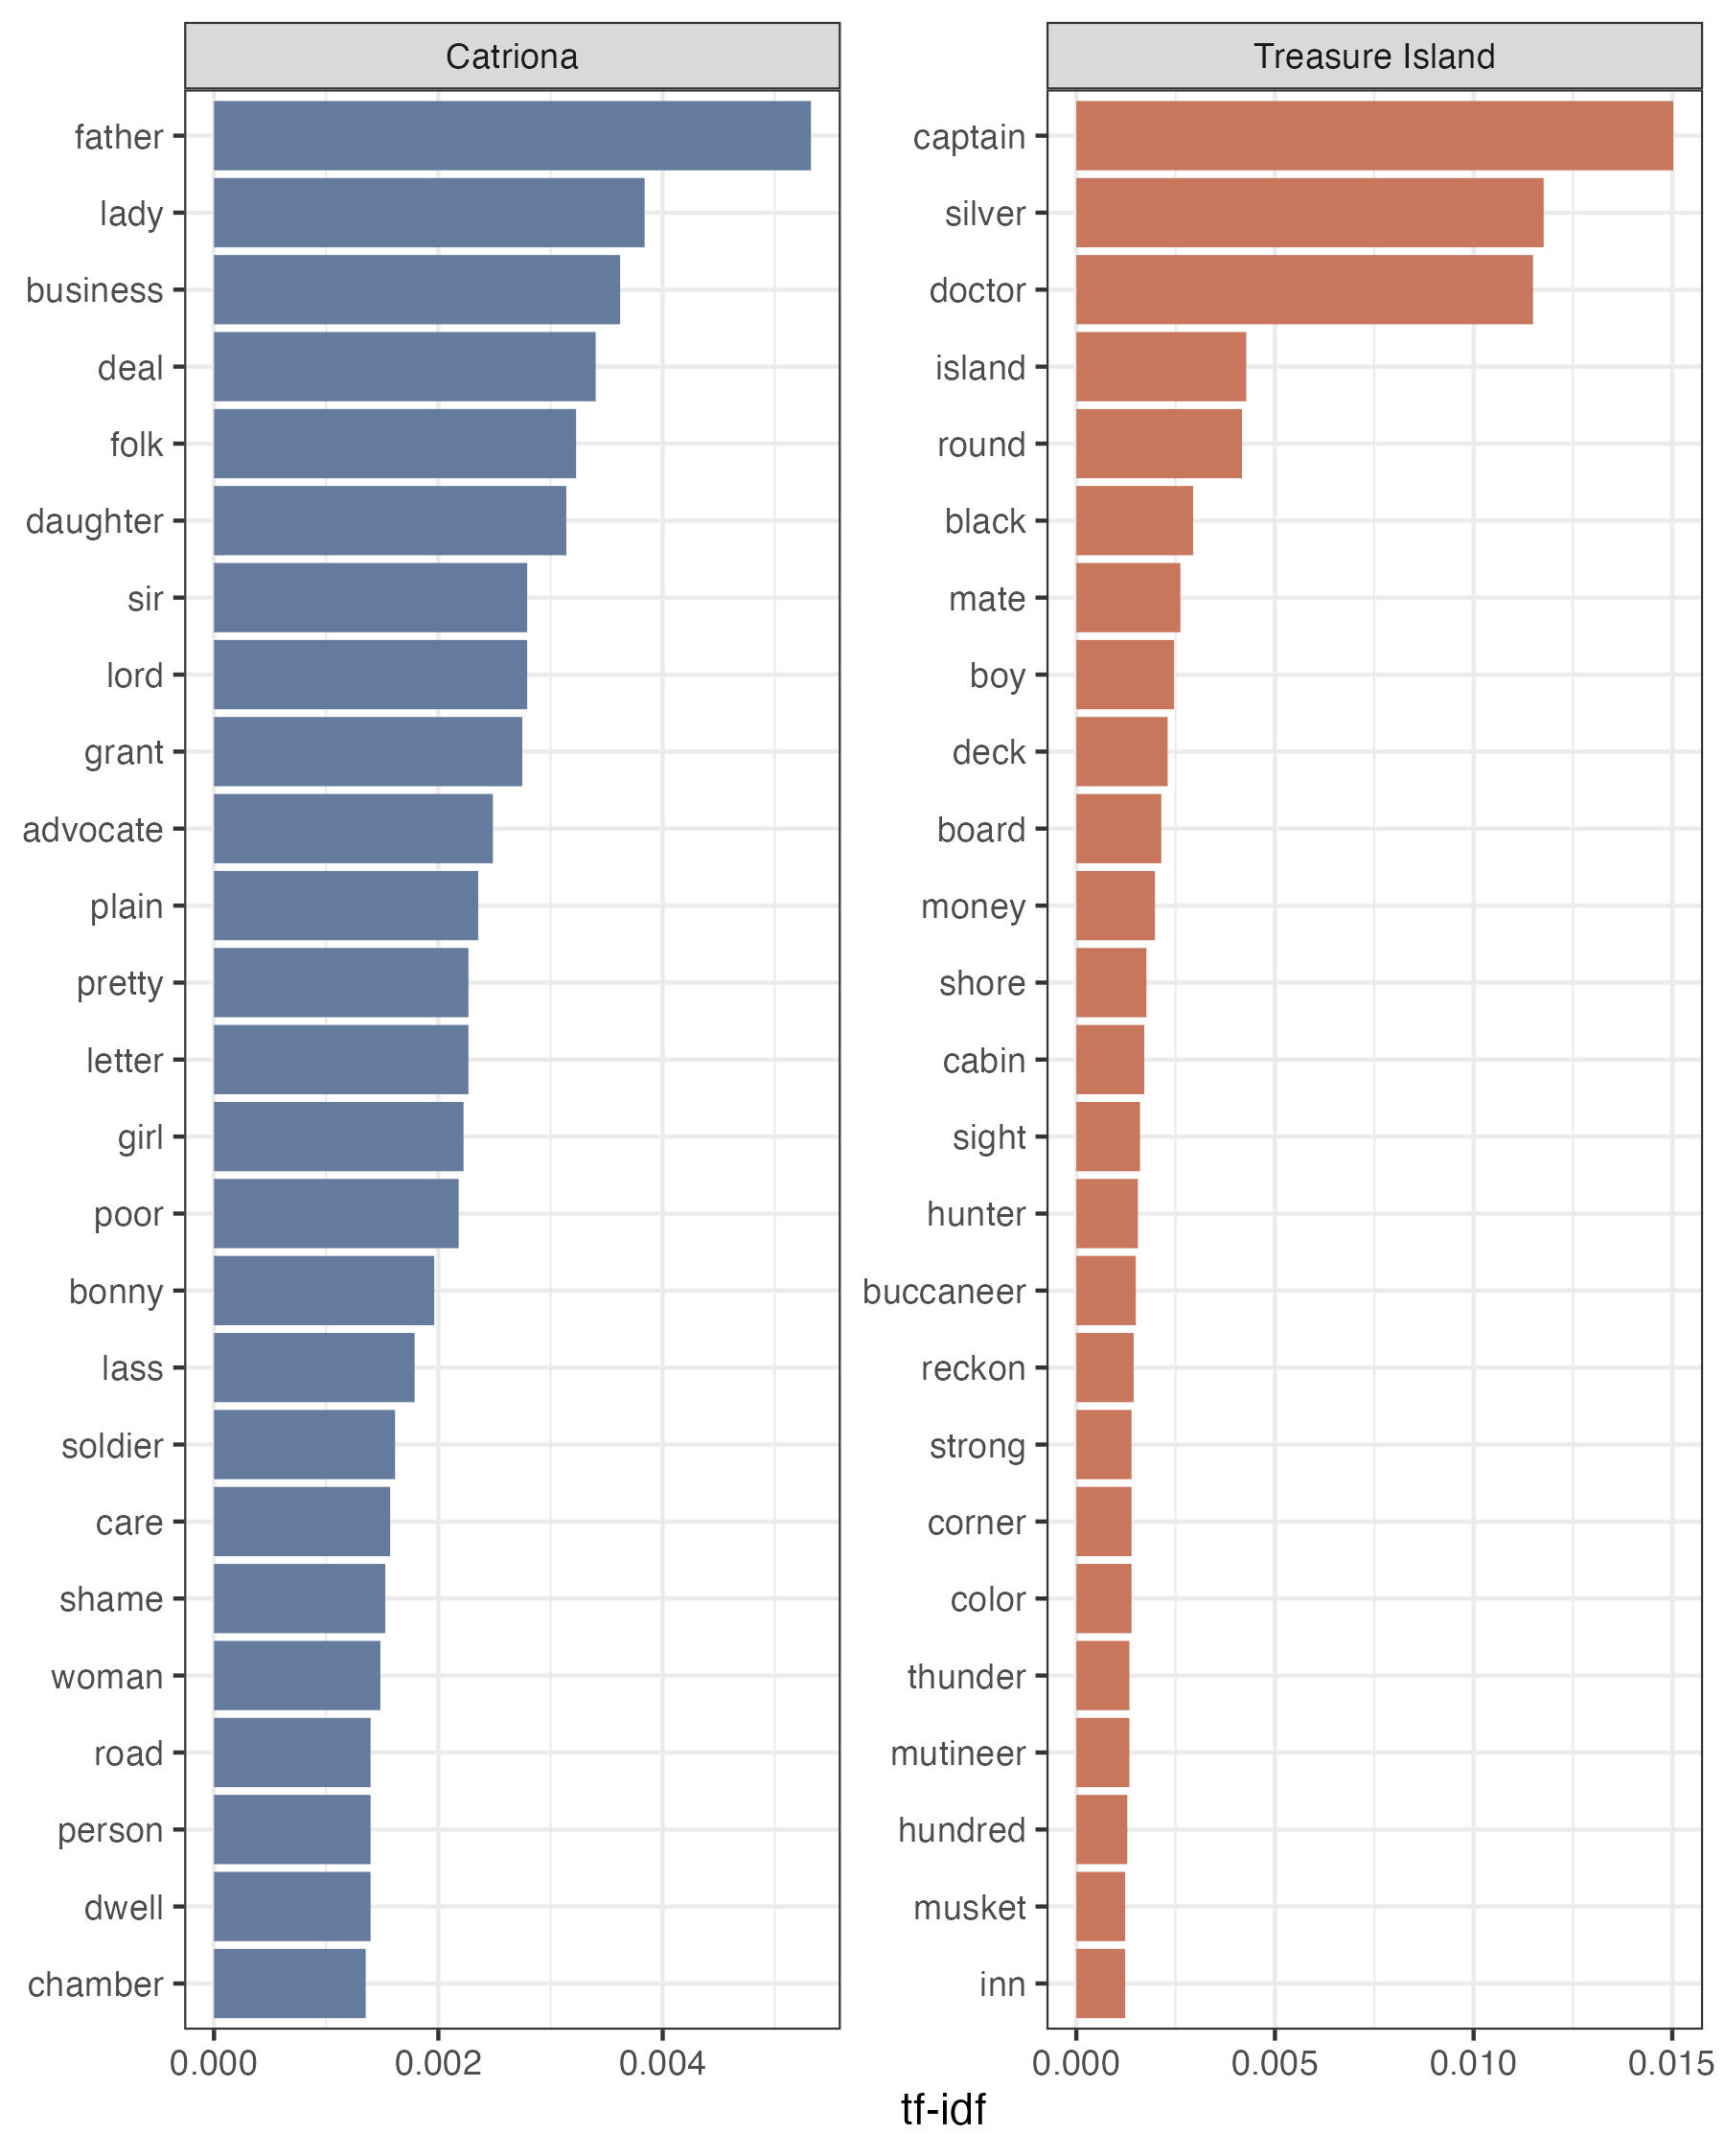 Catriona
father
lady
business
deal
folk
daughter
sir
lord
grant
advocate
plain
pretty
letter
girl
poor
bonny
lass
soldier
care
shame
woman
road
person
dwell
chamber
0.000 0.002 0.004
Treasure Island
captain
silver
doctor
island
round
black
mate
boy
deck
board
money
shore
cabin
sight
hunter
buccaneer
reckon
strong
corner
color
thunder
mutineer
hundred
musket
inn
0.000 0.005 0.010 0.015
tf-idf